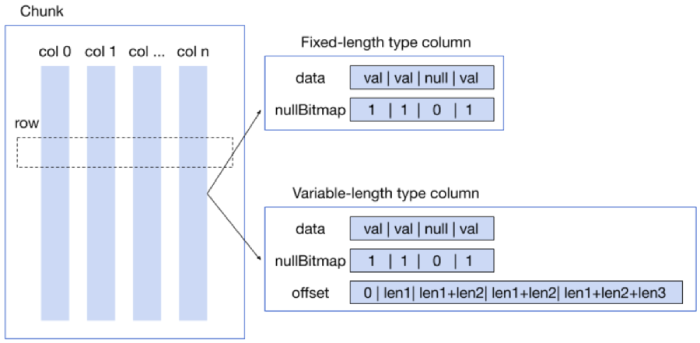 Chunk
col 0 col 1 col ... col n
row
Fixed-length type column
data val | val | null | val
nullBitmap 1 | 1 | 0 | 1
Variable-length type column
data val | val | null | val
nullBitmap 1 | 1 | 0 | 1
offset 0 | len1| len1+len2| len1+len2| len1+len2+len3